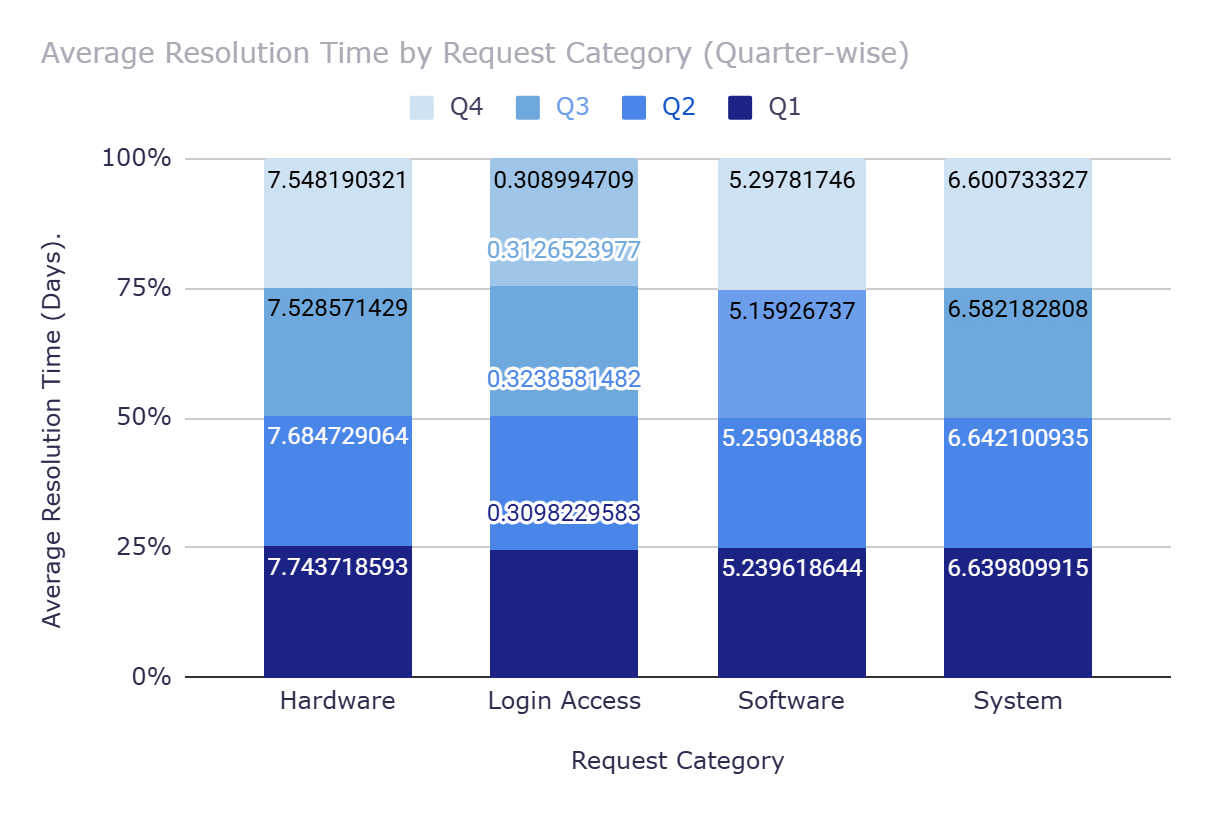 Average Resolution Time by Request Category (Quarter-wise)
Q4 Q3 Q2 Q1
Average Resolution Time (Days).
100%
7.548190321 0.308994709 5.29781746 6.600733327
0.3126523977
75%
7.528571429 5.15926737 6.582182808
0.3238581482
50%
7.684729064 5.259034886 6.642100935
0.3098229583
25%
7.743718593 5.239618644 6.639809915
0%
Hardware Login Access Software System
Request Category